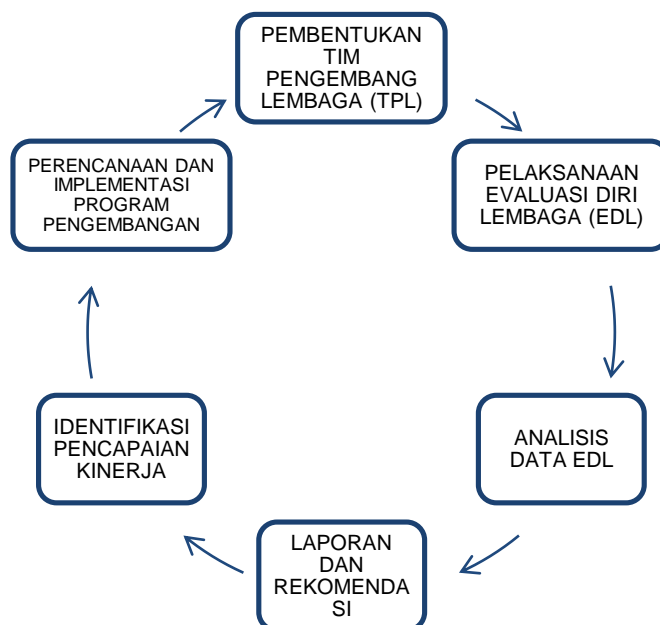 PEMBENTUKAN
TIM
PENGEMBANG
LEMBAGA (TPL)
PELAKSANAAN
EVALUASI DIRI
LEMBAGA (EDL)
ANALISIS
DATA EDL
LAPORAN
DAN
REKOMENDA
SI
IDENTIFIKASI
PENCAPAIAN
KINERJA
PERENCANAAN DAN
IMPLEMENTASI
PROGRAM
PENGEMBANGAN